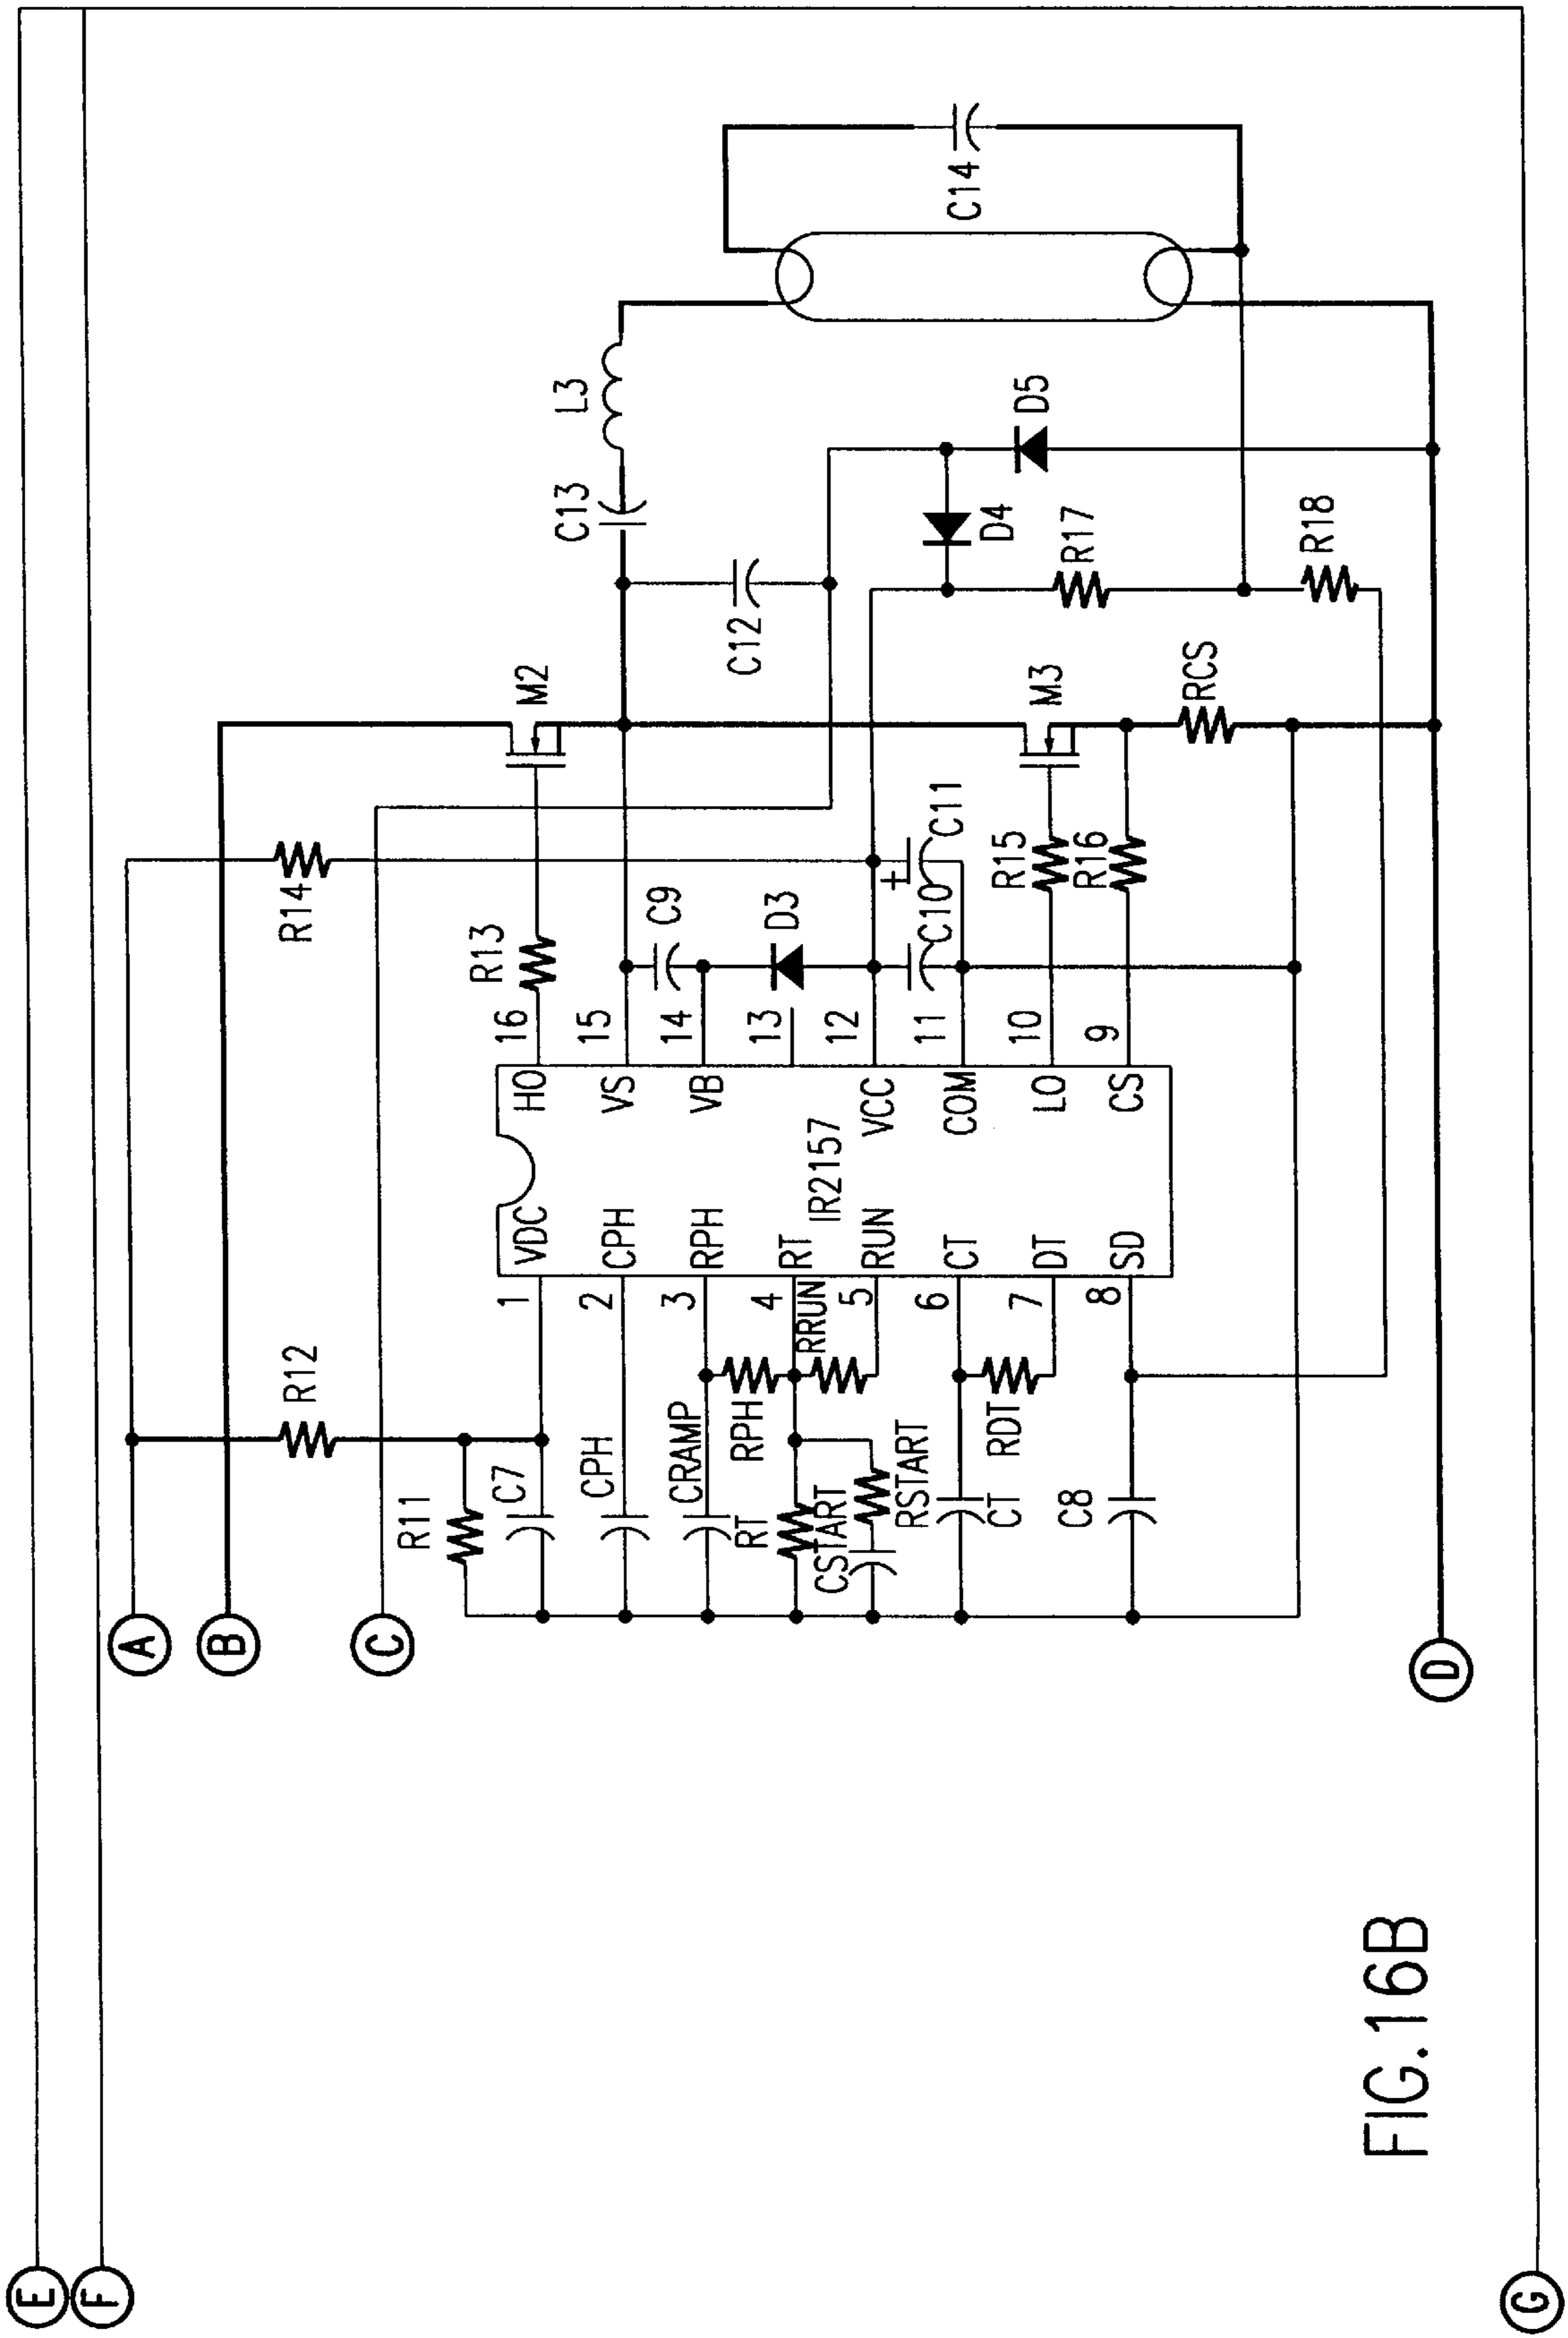 E
F
A
B
C
D
G
R12
R14
R11
C7
CPH
CRAMP
RPH
RT
RRUN
CSTART
RSTART
CT
RDT
C8
1
2
3
4
5
6
7
8
VDC
CPH
RPH
RT
RUN
CT
DT
SD
IR2157
HO
VS
VB
VCC
COM
LO
CS
16
15
14
13
12
11
10
9
R13
C9
D3
C10
+
C11
R15
R16
M2
M3
RCS
C12
C13
L3
D4
D5
R17
R18
C14
FIG.16B